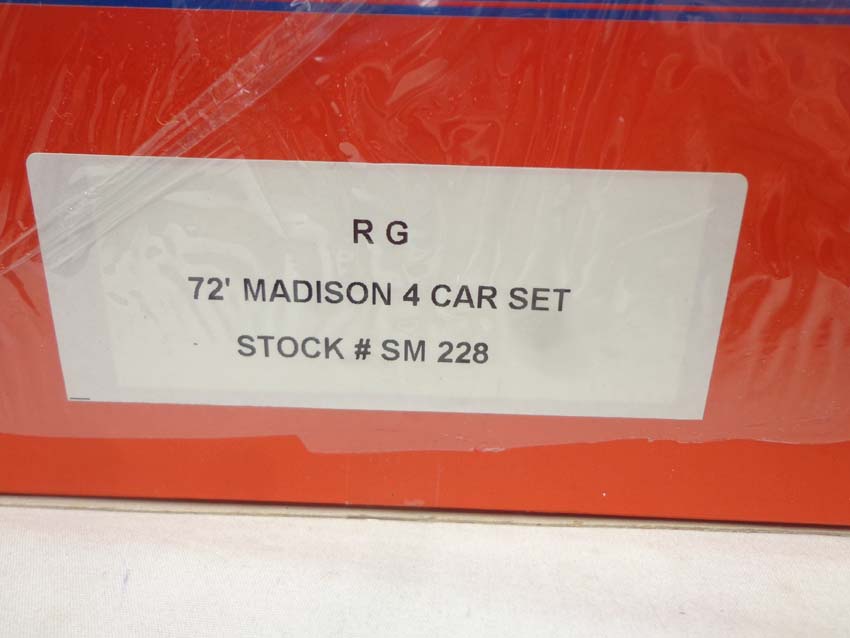 R G
72' MADISON 4 CAR SET
STOCK # SM 228